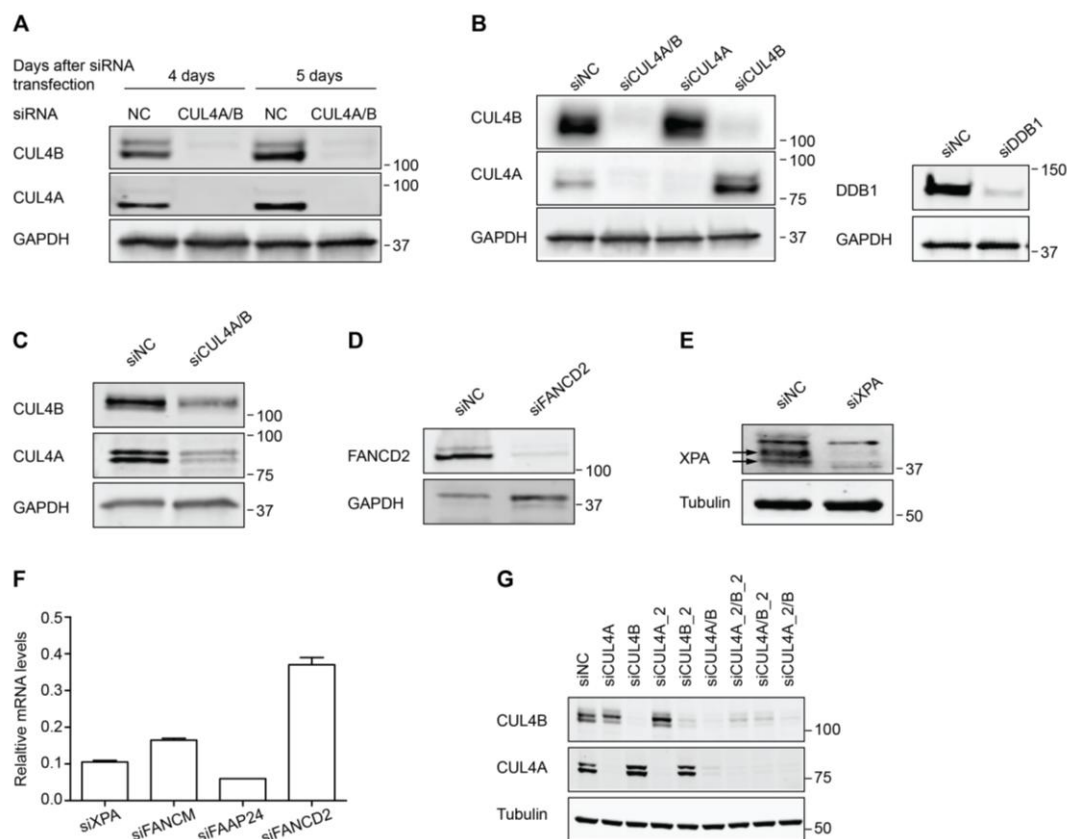 A
Days after siRNA
transfection
4 days
5 days
siRNA
NC
CUL4A/B
NC
CUL4A/B
CUL4B
100
100
CUL4A
GAPDH
37
B
siNC
siCUL4A/B
siCUL4A
siCUL4B
CUL4B
100
100
CUL4A
75
GAPDH
37
siNC
siDDB1
150
DDB1
GAPDH
37
C
siNC
siCUL4A/B
CUL4B
100
100
CUL4A
75
GAPDH
37
D
siNC
siFANCD2
FANCD2
100
GAPDH
37
E
siNC
siXPA
XPA
37
Tubulin
50
F
Relaltive mRNA levels
0.5
0.4
0.3
0.2
0.1
0.0
siXPA
siFANCM
siFAAP24
siFANCD2
G
siNC
siCUL4A
siCUL4B
siCUL4A_2
siCUL4B_2
siCUL4A/B
siCUL4A_2/B_2
siCUL4A/B_2
siCUL4A_2/B
CUL4B
100
CUL4A
75
Tubulin
50